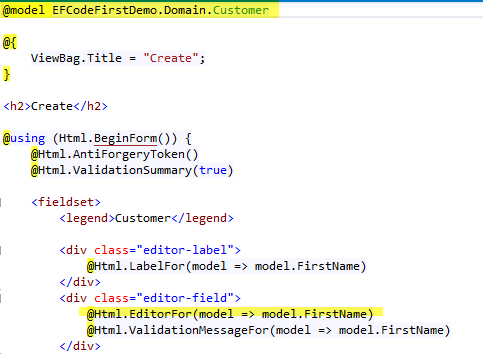 @model EFCodeFirstDemo.Domain.Customer
@{
ViewBag.Title = "Create";
}
<h2>Create</h2>
@using (Html.BeginForm()) {
@Html.AntiForgeryToken()
@Html.ValidationSummary(true)
<fieldset>
<legend>Customer</legend>
<div class="editor-label">
@Html.LabelFor(model => model.FirstName)
</div>
<div class="editor-field">
@Html.EditorFor(model => model.FirstName)
@Html.ValidationMessageFor(model => model.FirstName)
</div>